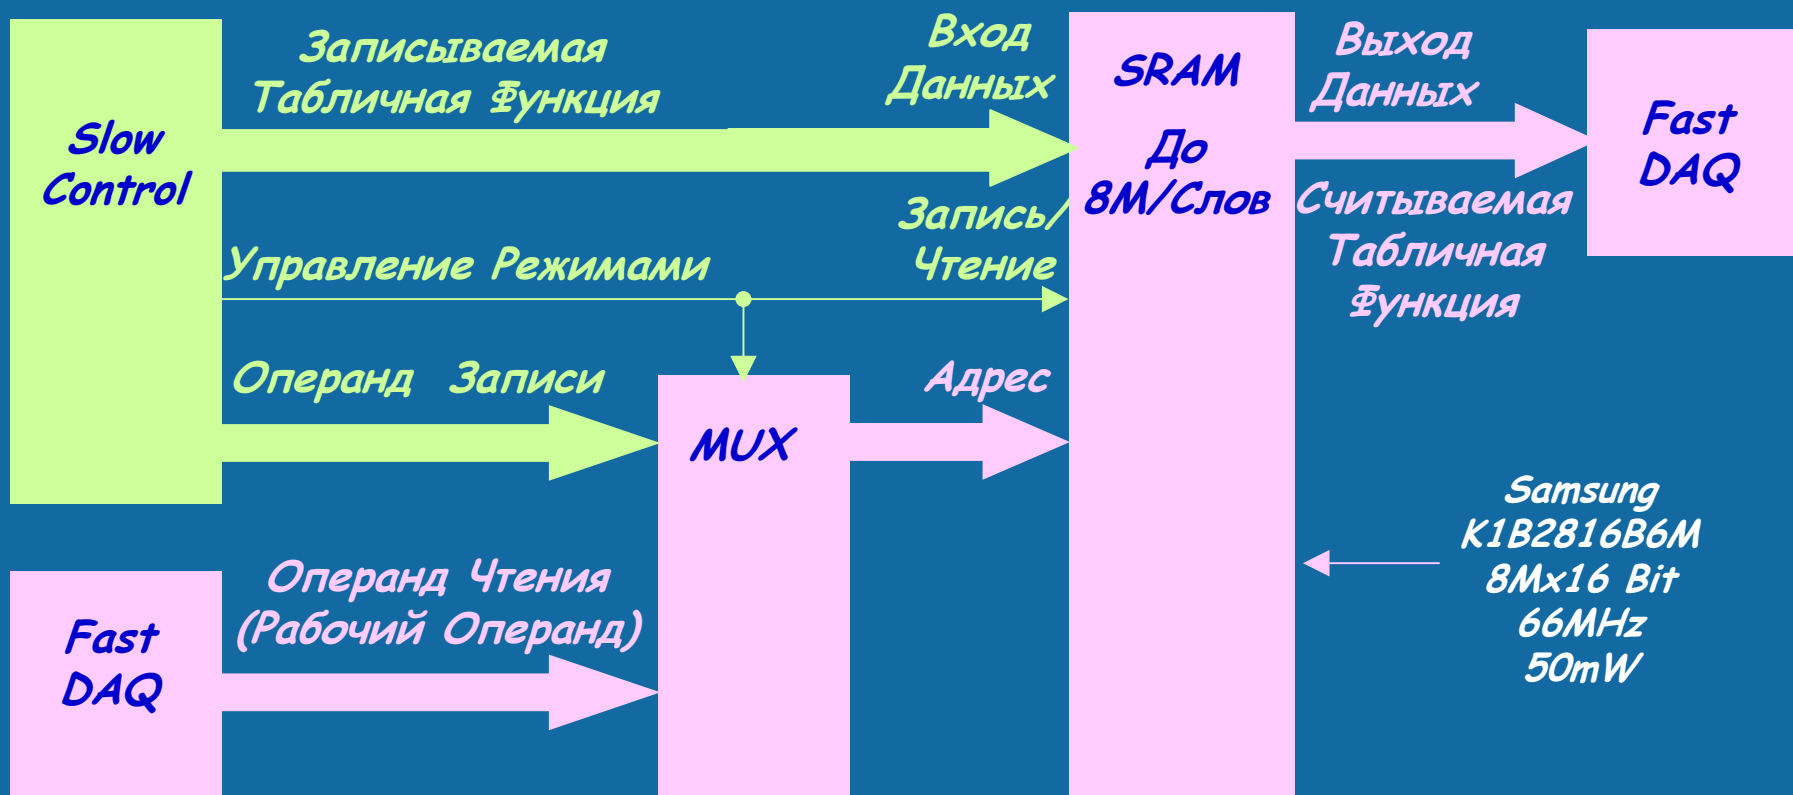 Slow
Control
Записываемая
Табличная Функция
Вход
Данных
SRAM
До
8М/Слов
Выход
Данных
Fast
DAQ
Управление Режимами
Запись/
Чтение
Считываемая
Табличная
Функция
Операнд Записи
MUX
Адрес
Fast
DAQ
Операнд Чтения
(Рабочий Операнд)
Samsung
K1B2816B6M
8Mx16 Bit
66MHz
50mW